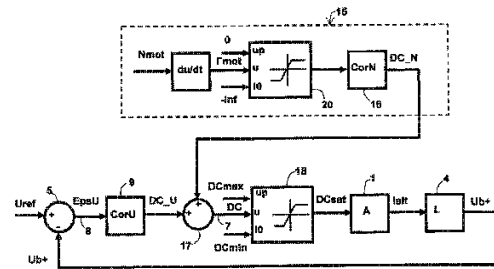 15
Nmot
du/dt
Γmot
0
up
u
lo
-Inf
20
CorN
16
DC_N
Uref
+
-
5
EpsU
8
9
CorU
DC_U
+
+
17
DC
7
DCmax
up
u
lo
DCmin
18
DCsat
1
A
Ialt
4
L
Ub+
Ub+